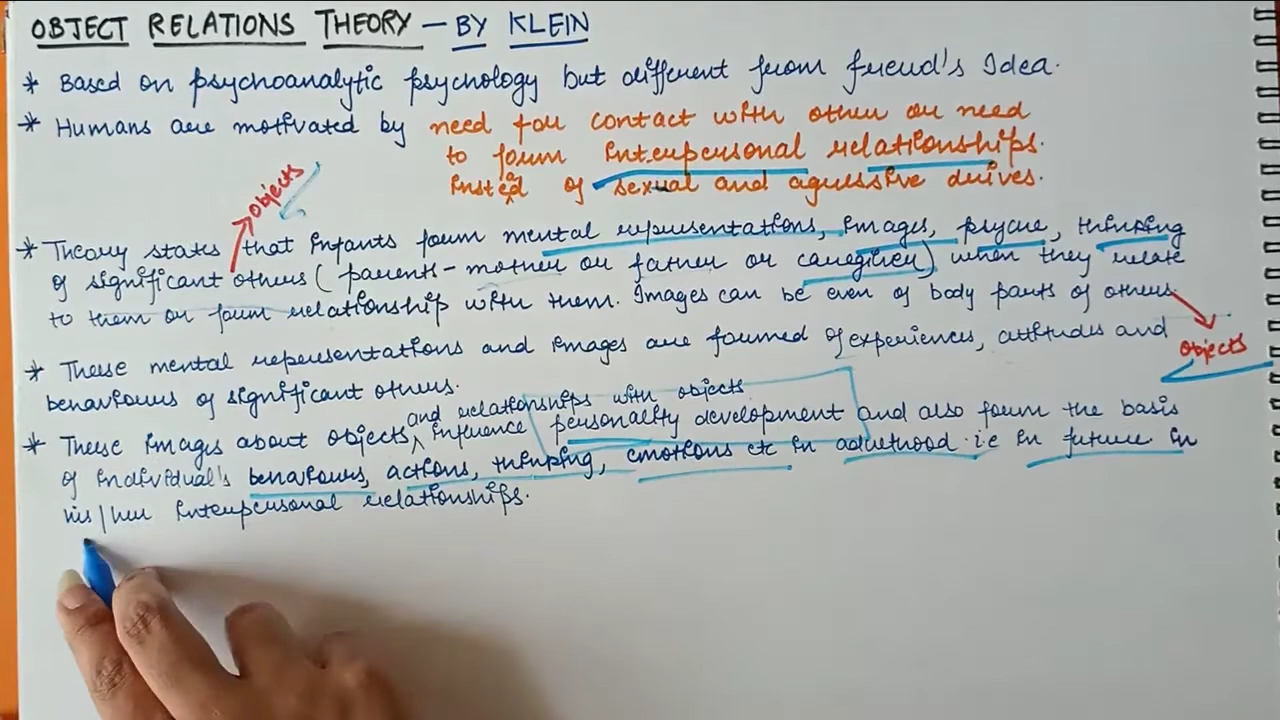 OBJECT RELATIONS THEORY – BY KLEIN
* Based on psychoanalytic psychology but different from freud's Idea.
* Humans are motivated by need for contact with other or need
to form interpersonal relationships.
Instead of sexual and agressive drives.
objects
* Theory states that infants form mental representations, images, psyche, thinking
of significant others (parents - mother or father or caregiver) when they relate
to them or form relationship with them. Images can be even of body parts of others.
objects
* These mental representations and images are formed of experiences, attitudes and
behaviours of significant others.
and relationships with objects
* These images about objects ^ influence personality development and also form the basis
of individual's behaviours, actions, thinking, emotions etc in adulthood i.e in future in
his/her interpersonal relationships.